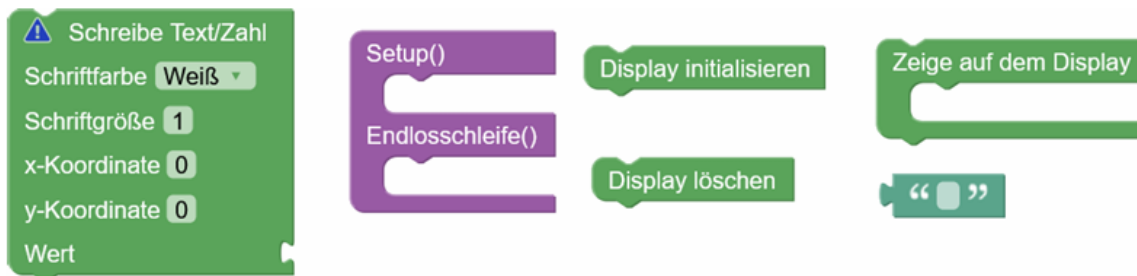 Schreibe Text/Zahl
Schriftfarbe Weiß
Schriftgröße 1
x-Koordinate 0
y-Koordinate 0
Wert
Setup()
Endlosschleife()
Display initialisieren
Display löschen
Zeige auf dem Display
“ ”